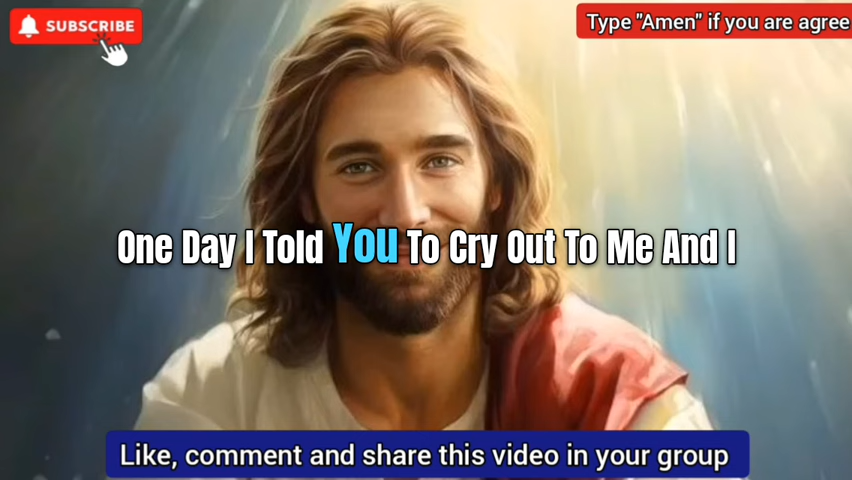 SUBSCRIBE
Type "Amen" if you are agree
One Day I Told You To Cry Out To Me And I
Like, comment and share this video in your group